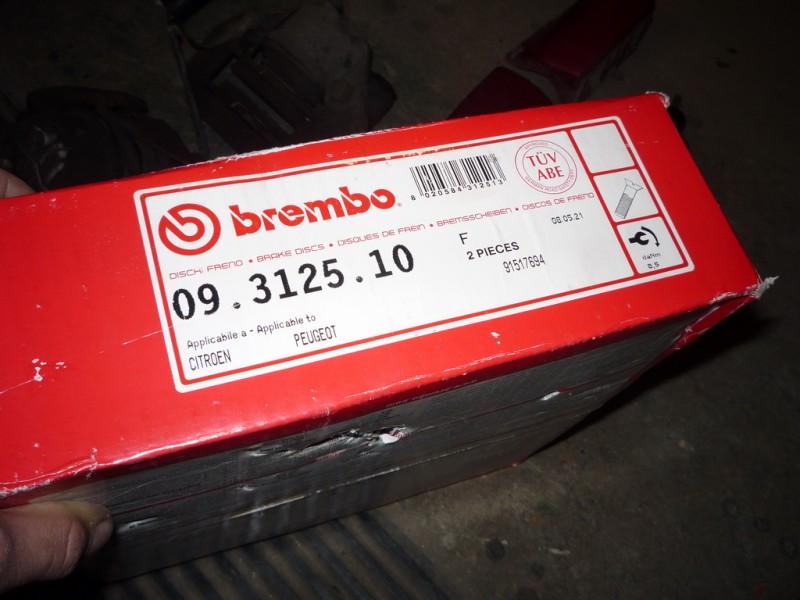 brembo
8 020584 312513
TÜV
ABE
DISCHI FRENO • BRAKE DISCS • DISQUES DE FREIN • BREMSSCHEIBEN • DISCOS DE FRENO
09.3125.10
F
2 PIECES
08.05.21
91517694
daNm
Applicabile a - Applicable to
CITROEN PEUGEOT